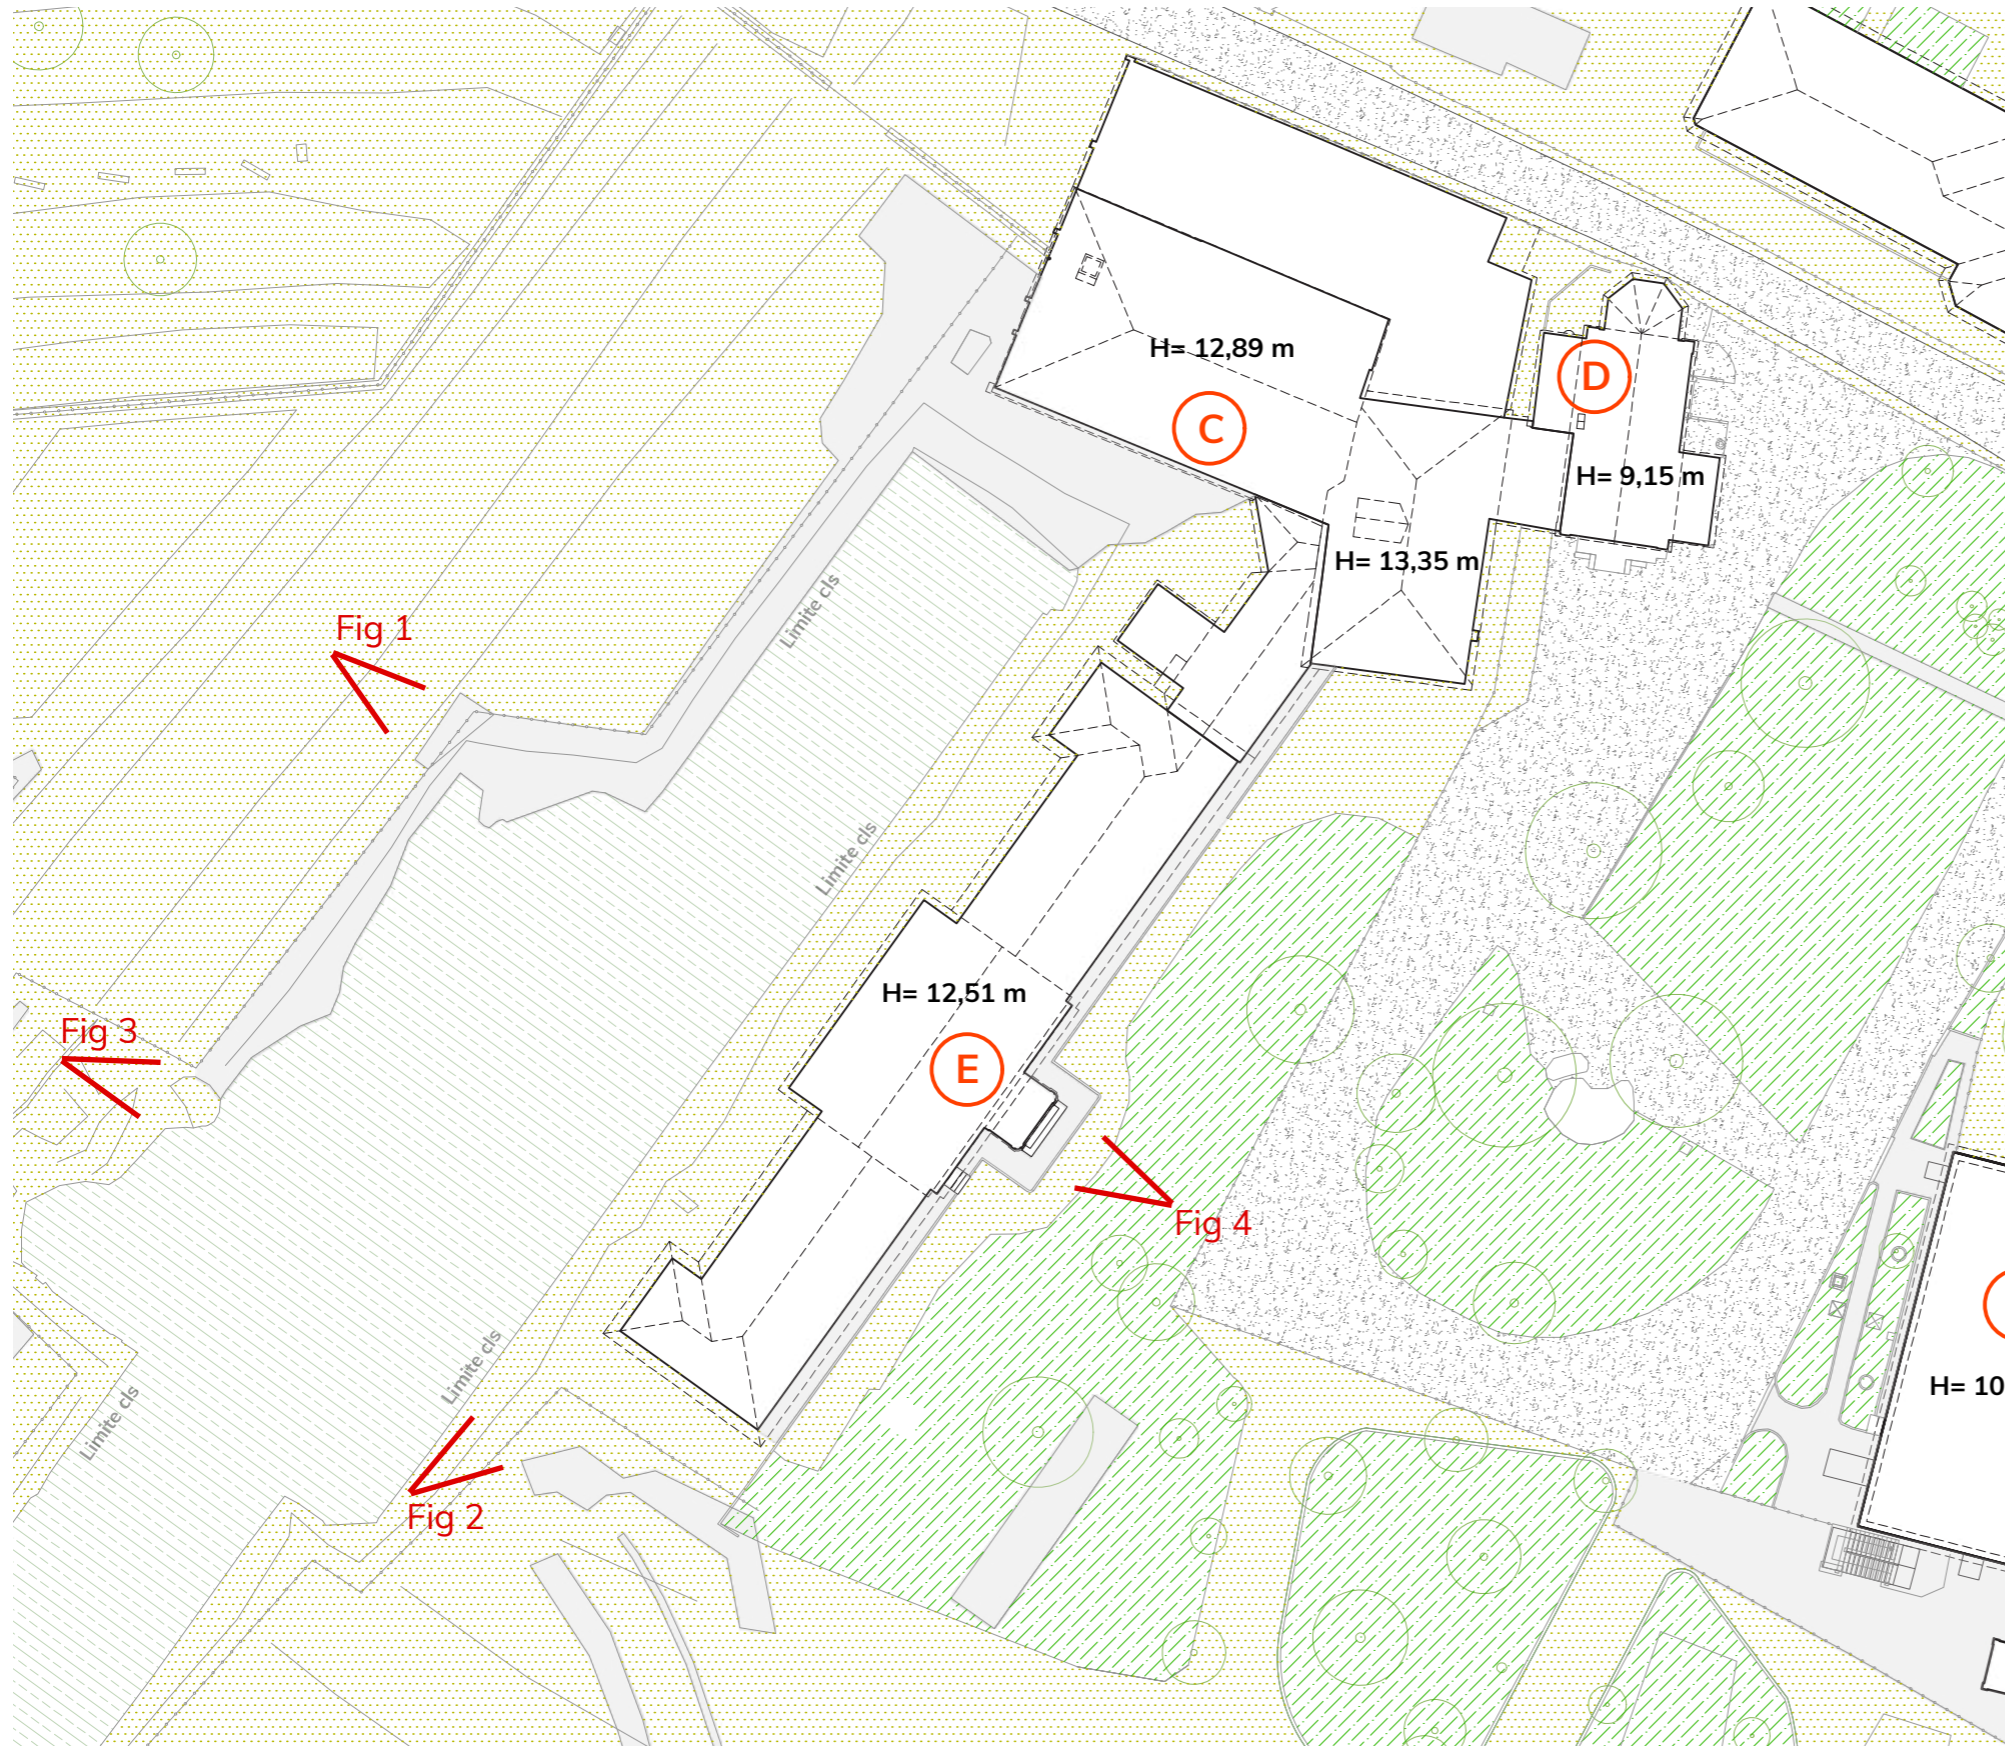 H= 12,89 m
D
C
H= 9,15 m
H= 13,35 m
Limite cls
Fig 1
Limite cls
H= 12,51 m
Fig 3
E
Fig 4
H= 10
Limite cls
Limite cls
Fig 2